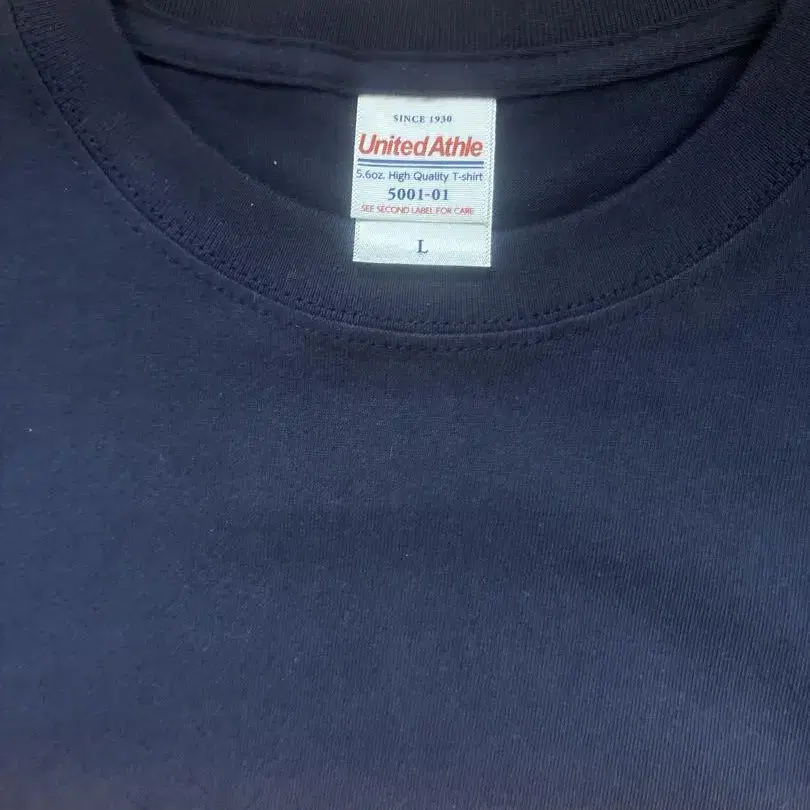 SINCE 1930
United Athle
5.6oz. High Quality T-shirt
5001-01
SEE SECOND LABEL FOR CARE
L